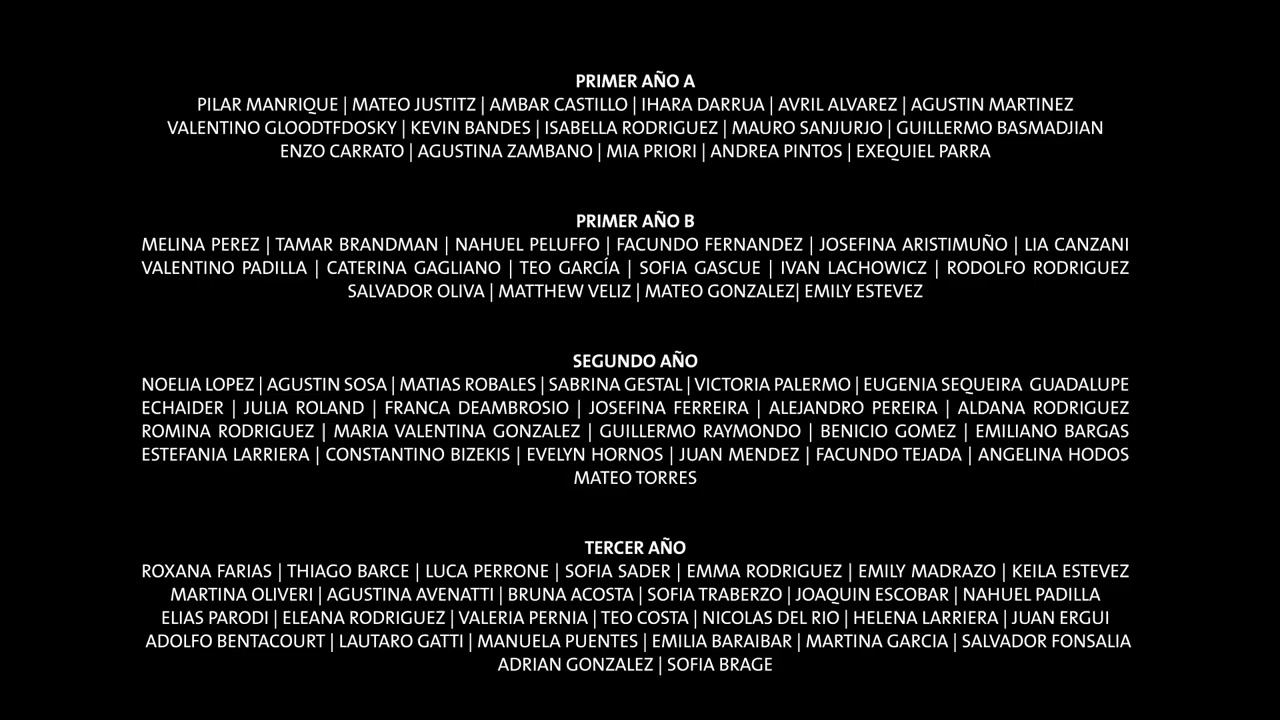 PRIMER AÑO A
PILAR MANRIQUE | MATEO JUSTITZ | AMBAR CASTILLO | IHARA DARRUA | AVRIL ALVAREZ | AGUSTIN MARTINEZ
VALENTINO GLOODTFDOSKY | KEVIN BANDES | ISABELLA RODRIGUEZ | MAURO SANJURJO | GUILLERMO BASMADJIAN
ENZO CARRATO | AGUSTINA ZAMBANO | MIA PRIORI | ANDREA PINTOS | EXEQUIEL PARRA
PRIMER AÑO B
MELINA PEREZ | TAMAR BRANDMAN | NAHUEL PELUFFO | FACUNDO FERNANDEZ | JOSEFINA ARISTIMUÑO | LIA CANZANI
VALENTINO PADILLA | CATERINA GAGLIANO | TEO GARCÍA | SOFIA GASCUE | IVAN LACHOWICZ | RODOLFO RODRIGUEZ
SALVADOR OLIVA | MATTHEW VELIZ | MATEO GONZALEZ| EMILY ESTEVEZ
SEGUNDO AÑO
NOELIA LOPEZ | AGUSTIN SOSA | MATIAS ROBALES | SABRINA GESTAL | VICTORIA PALERMO | EUGENIA SEQUEIRA GUADALUPE
ECHAIDER | JULIA ROLAND | FRANCA DEAMBROSIO | JOSEFINA FERREIRA | ALEJANDRO PEREIRA | ALDANA RODRIGUEZ
ROMINA RODRIGUEZ | MARIA VALENTINA GONZALEZ | GUILLERMO RAYMONDO | BENICIO GOMEZ | EMILIANO BARGAS
ESTEFANIA LARRIERA | CONSTANTINO BIZEKIS | EVELYN HORNOS | JUAN MENDEZ | FACUNDO TEJADA | ANGELINA HODOS
MATEO TORRES
TERCER AÑO
ROXANA FARIAS | THIAGO BARCE | LUCA PERRONE | SOFIA SADER | EMMA RODRIGUEZ | EMILY MADRAZO | KEILA ESTEVEZ
MARTINA OLIVERI | AGUSTINA AVENATTI | BRUNA ACOSTA | SOFIA TRABERZO | JOAQUIN ESCOBAR | NAHUEL PADILLA
ELIAS PARODI | ELEANA RODRIGUEZ | VALERIA PERNIA | TEO COSTA | NICOLAS DEL RIO | HELENA LARRIERA | JUAN ERGUI
ADOLFO BENTACOURT | LAUTARO GATTI | MANUELA PUENTES | EMILIA BARAIBAR | MARTINA GARCIA | SALVADOR FONSALIA
ADRIAN GONZALEZ | SOFIA BRAGE